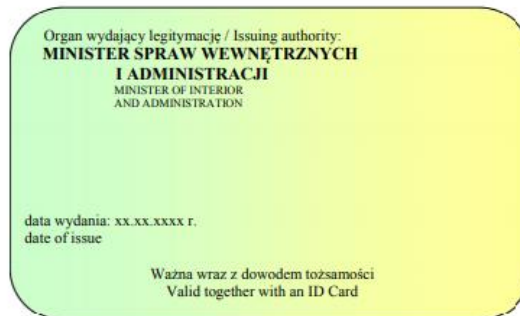 Organ wydający legitymację / Issuing authority:
MINISTER SPRAW WEWNĘTRZNYCH
I ADMINISTRACJI
MINISTER OF INTERIOR
AND ADMINISTRATION
data wydania: xx.xx.xxxx r.
date of issue
Ważna wraz z dowodem tożsamości
Valid together with an ID Card